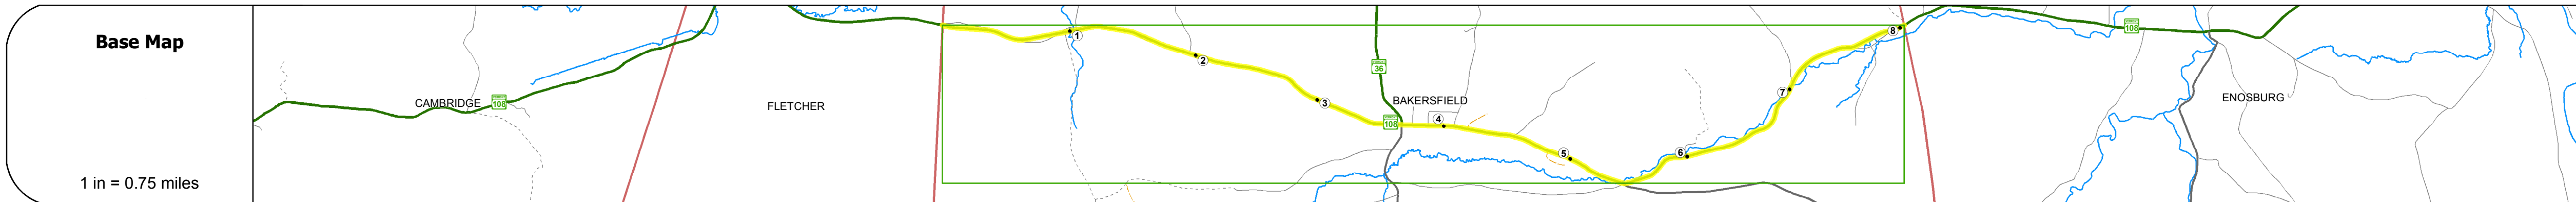 Base Map
1 in = 0.75 miles
CAMBRIDGE
108
FLETCHER
1
2
3
36
BAKERSFIELD
108
4
5
6
7
8
108
ENOSBURG